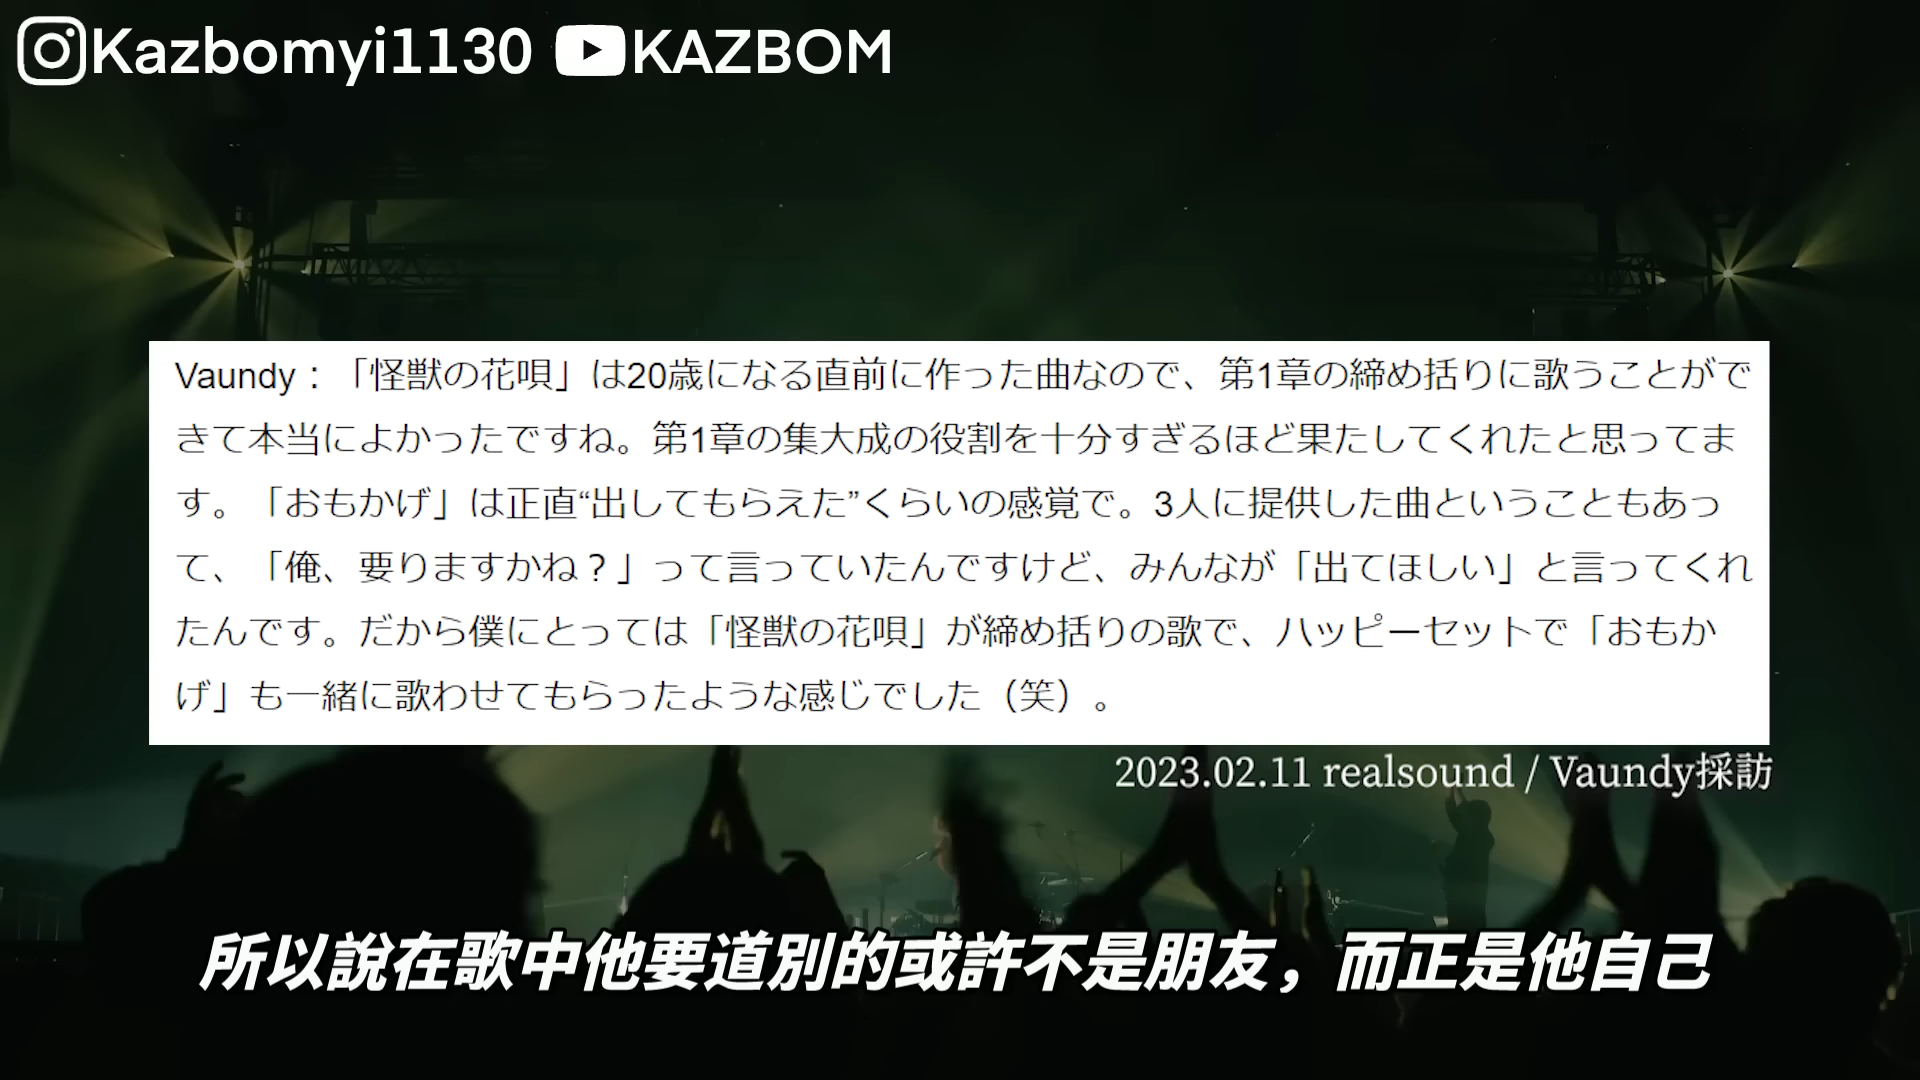 Kazbomyi1130 KAZBOM
Vaundy：「怪獣の花唄」は20歳になる直前に作った曲なので、第1章の締め括りに歌うことがで
きて本当によかったですね。第1章の集大成の役割を十分すぎるほど果たしてくれたと思ってま
す。「おもかげ」は正直“出してもらえた”くらいの感覚で。3人に提供した曲ということもあっ
て、「俺、要りますかね？」って言っていたんですけど、みんなが「出てほしい」と言ってくれ
たんです。だから僕にとっては「怪獣の花唄」が締め括りの歌で、ハッピーセットで「おもか
げ」も一緒に歌わせてもらったような感じでした（笑）。
2023.02.11 realsound / Vaundy採訪
所以說在歌中他要道別的或許不是朋友，而正是他自己